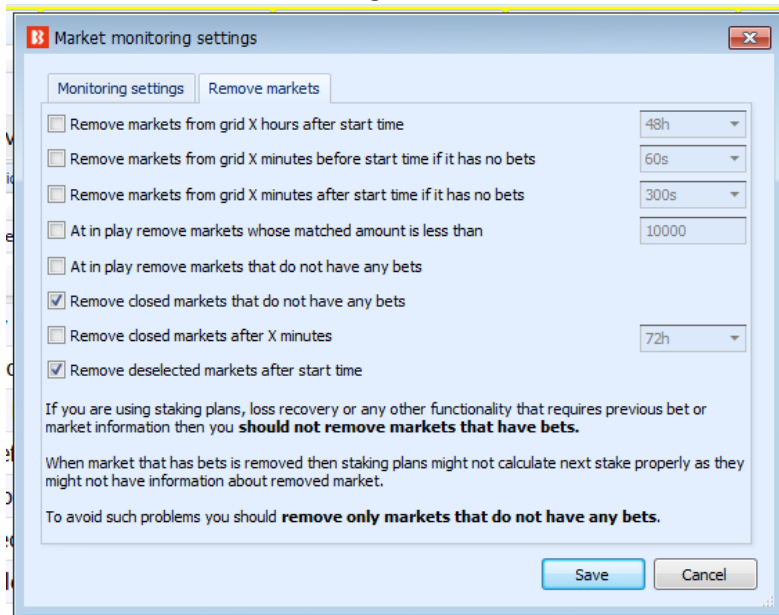 Market monitoring settings
Monitoring settings
Remove markets
Remove markets from grid X hours after start time 48h
Remove markets from grid X minutes before start time if it has no bets 60s
Remove markets from grid X minutes after start time if it has no bets 300s
At in play remove markets whose matched amount is less than 10000
At in play remove markets that do not have any bets
Remove closed markets that do not have any bets
Remove closed markets after X minutes 72h
Remove deselected markets after start time
If you are using staking plans, loss recovery or any other functionality that requires previous bet or
market information then you should not remove markets that have bets.
When market that has bets is removed then staking plans might not calculate next stake properly as they
might not have information about removed market.
To avoid such problems you should remove only markets that do not have any bets.
Save Cancel